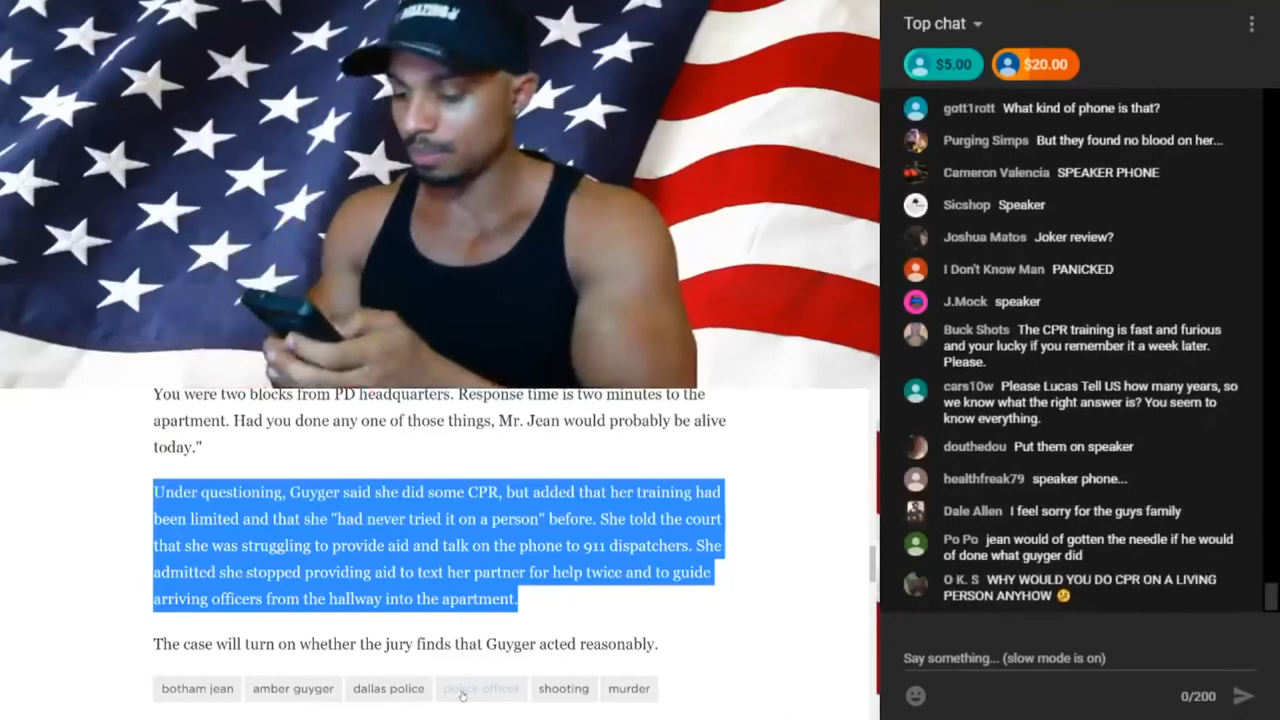 Top chat
$5.00
$20.00
gott1rott What kind of phone is that?
Purging Simps But they found no blood on her...
Cameron Valencia SPEAKER PHONE
Sicshop Speaker
Joshua Matos Joker review?
I Don't Know Man PANICKED
J.Mock speaker
Buck Shots The CPR training is fast and furious
and your lucky if you remember it a week later.
Please.
cars10w Please Lucas Tell US how many years, so
we know what the right answer is? You seem to
know everything.
douthedou Put them on speaker
healthfreak79 speaker phone...
Dale Allen I feel sorry for the guys family
Po Po jean would of gotten the needle if he would
of done what guyger did
O K. S WHY WOULD YOU DO CPR ON A LIVING
PERSON ANYHOW 🤔
Say something... (slow mode is on)
0/200
You were two blocks from PD headquarters. Response time is two minutes to the
apartment. Had you done any one of those things, Mr. Jean would probably be alive
today."
Under questioning, Guyger said she did some CPR, but added that her training had
been limited and that she "had never tried it on a person" before. She told the court
that she was struggling to provide aid and talk on the phone to 911 dispatchers. She
admitted she stopped providing aid to text her partner for help twice and to guide
arriving officers from the hallway into the apartment.
The case will turn on whether the jury finds that Guyger acted reasonably.
botham jean amber guyger dallas police police officer shooting murder